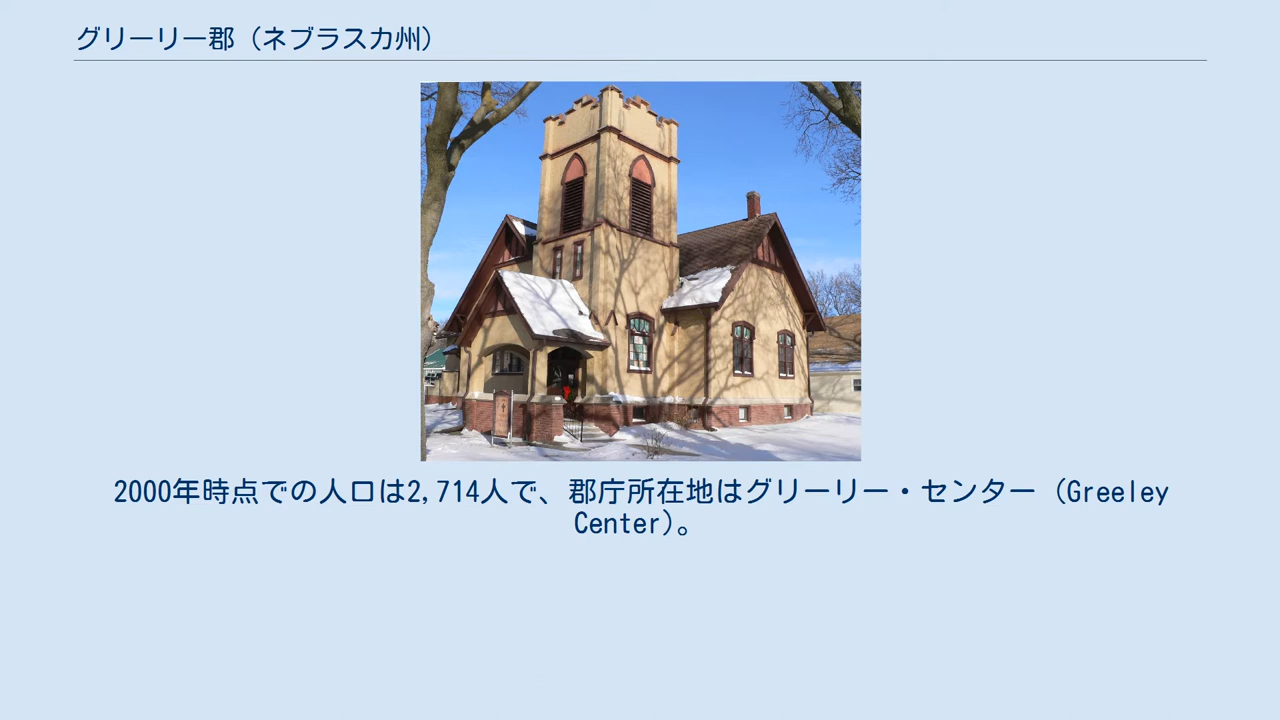 グリーリー郡（ネブラスカ州）
2000年時点での人口は2,714人で、郡庁所在地はグリーリー・センター（Greeley
Center）。